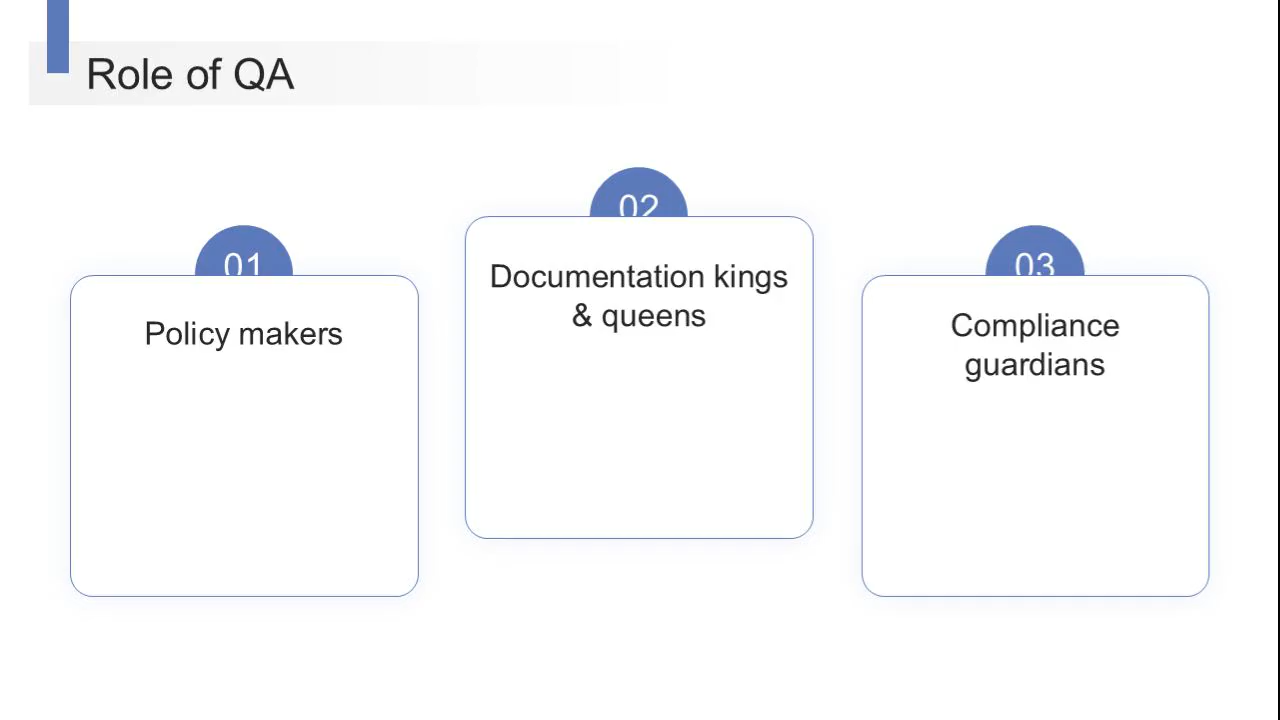 Role of QA
01
Policy makers
02
Documentation kings
& queens
03
Compliance
guardians